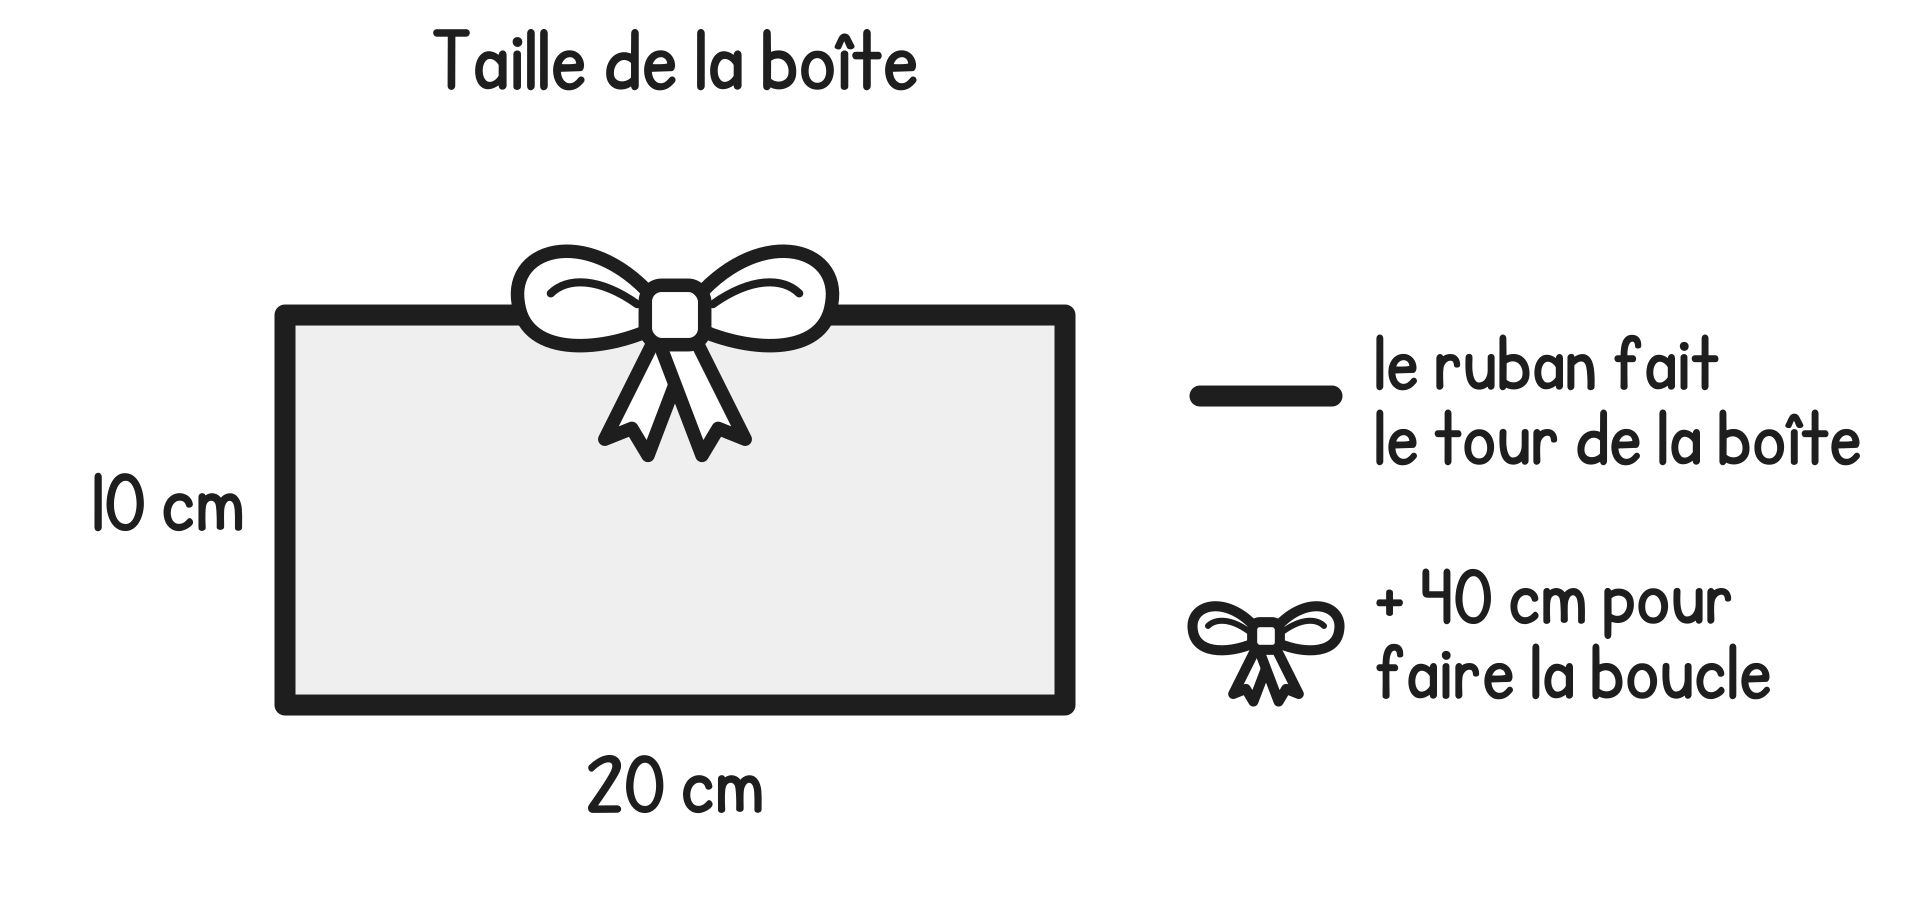 Taille de la boîte
10 cm
20 cm
le ruban fait
le tour de la boîte
+ 40 cm pour
faire la boucle